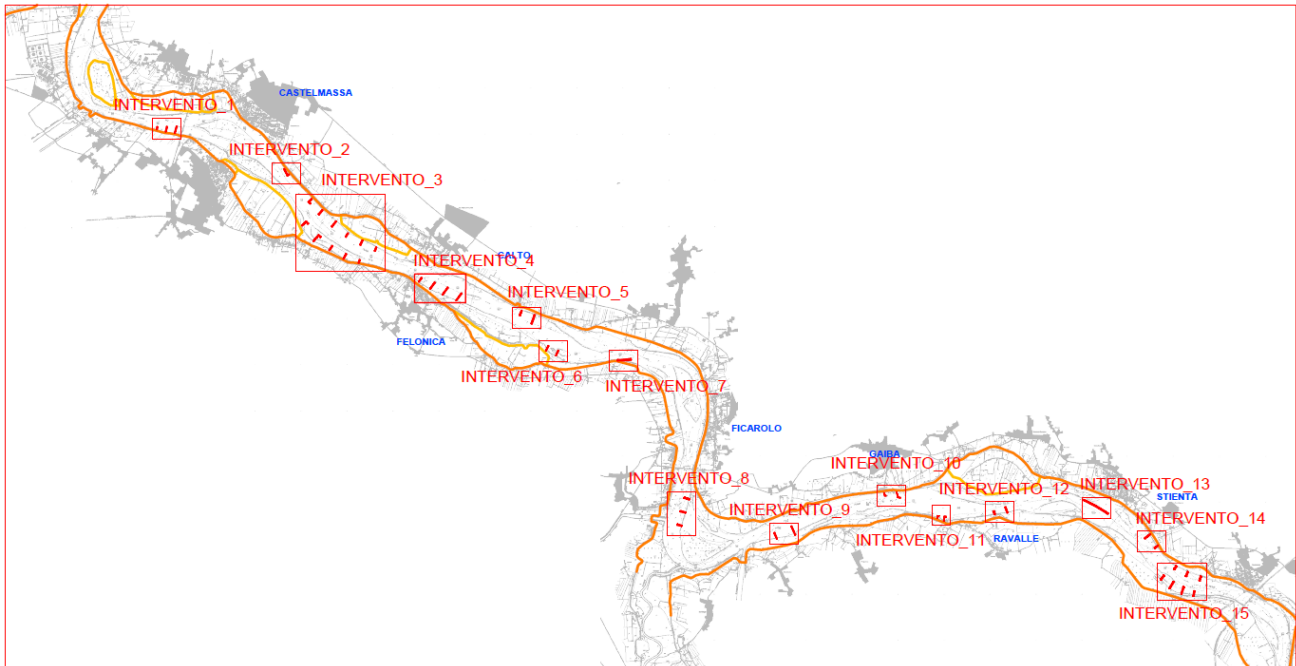 CASTELMASSA
INTERVENTO_1
INTERVENTO_2
INTERVENTO_3
CALTO
INTERVENTO_4
INTERVENTO_5
FELONICA
INTERVENTO_6
INTERVENTO_7
FICAROLO
GAIBA
INTERVENTO_10
INTERVENTO_8
INTERVENTO_13
INTERVENTO_12
STIENTA
INTERVENTO_9
INTERVENTO_14
INTERVENTO_11
RAVALLE
INTERVENTO_15